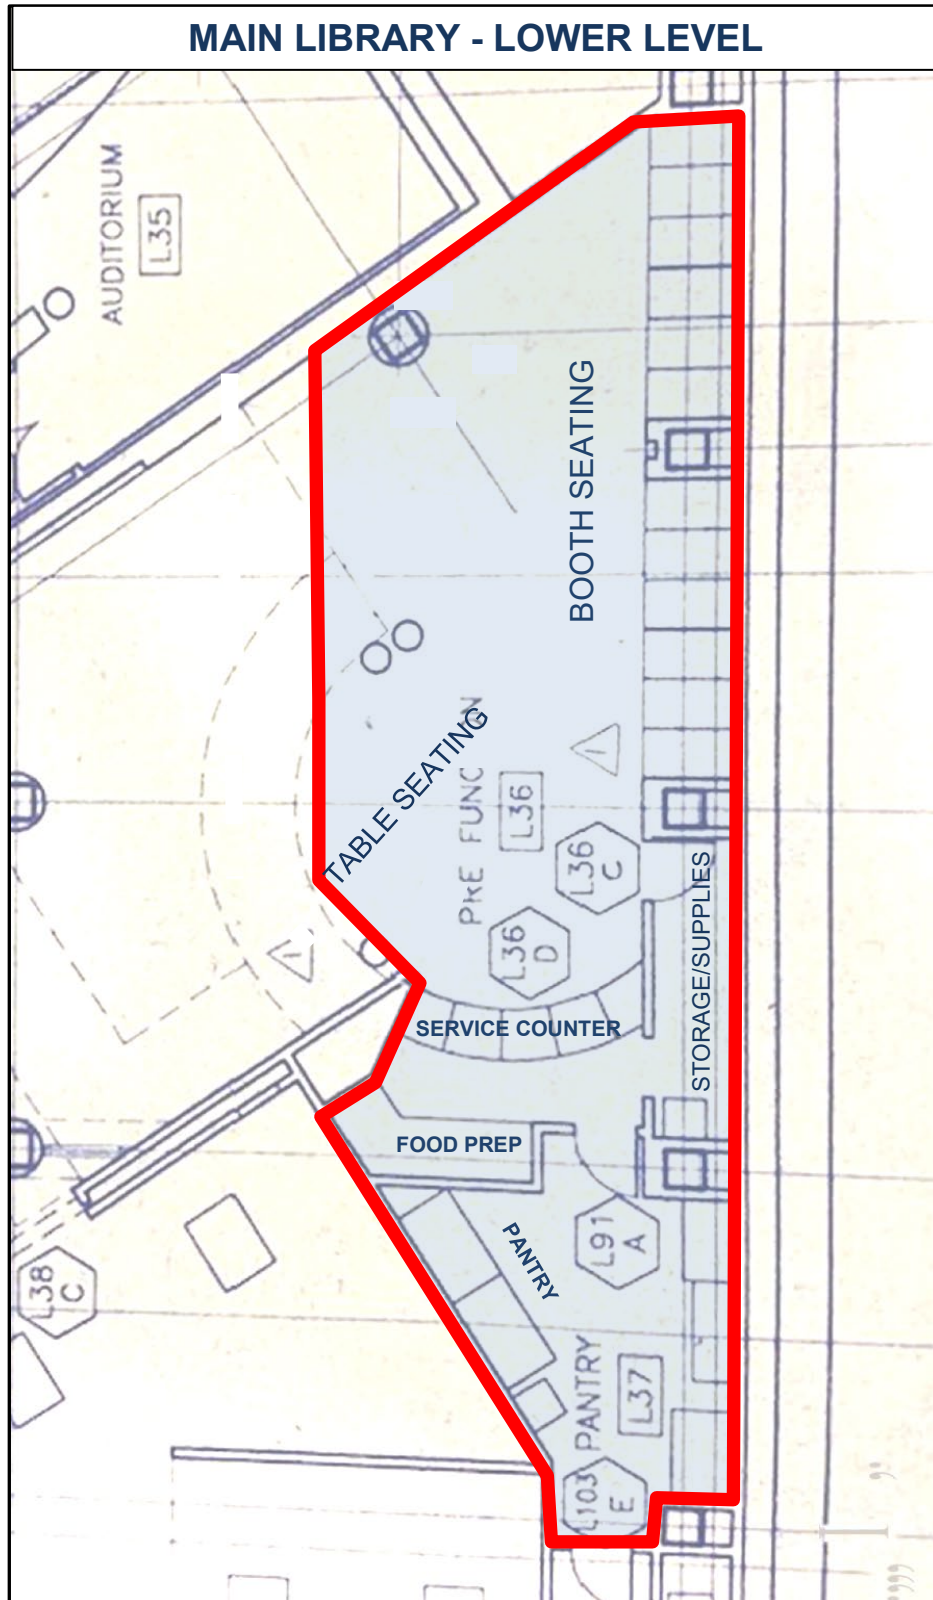 MAIN LIBRARY - LOWER LEVEL
AUDITORIUM
L35
BOOTH SEATING
TABLE SEATING
PRE FUNC
N
L36
L36
C
L36
D
STORAGE/SUPPLIES
SERVICE COUNTER
FOOD PREP
PANTRY
L91
A
L38
C
PANTRY
L37
L103
E